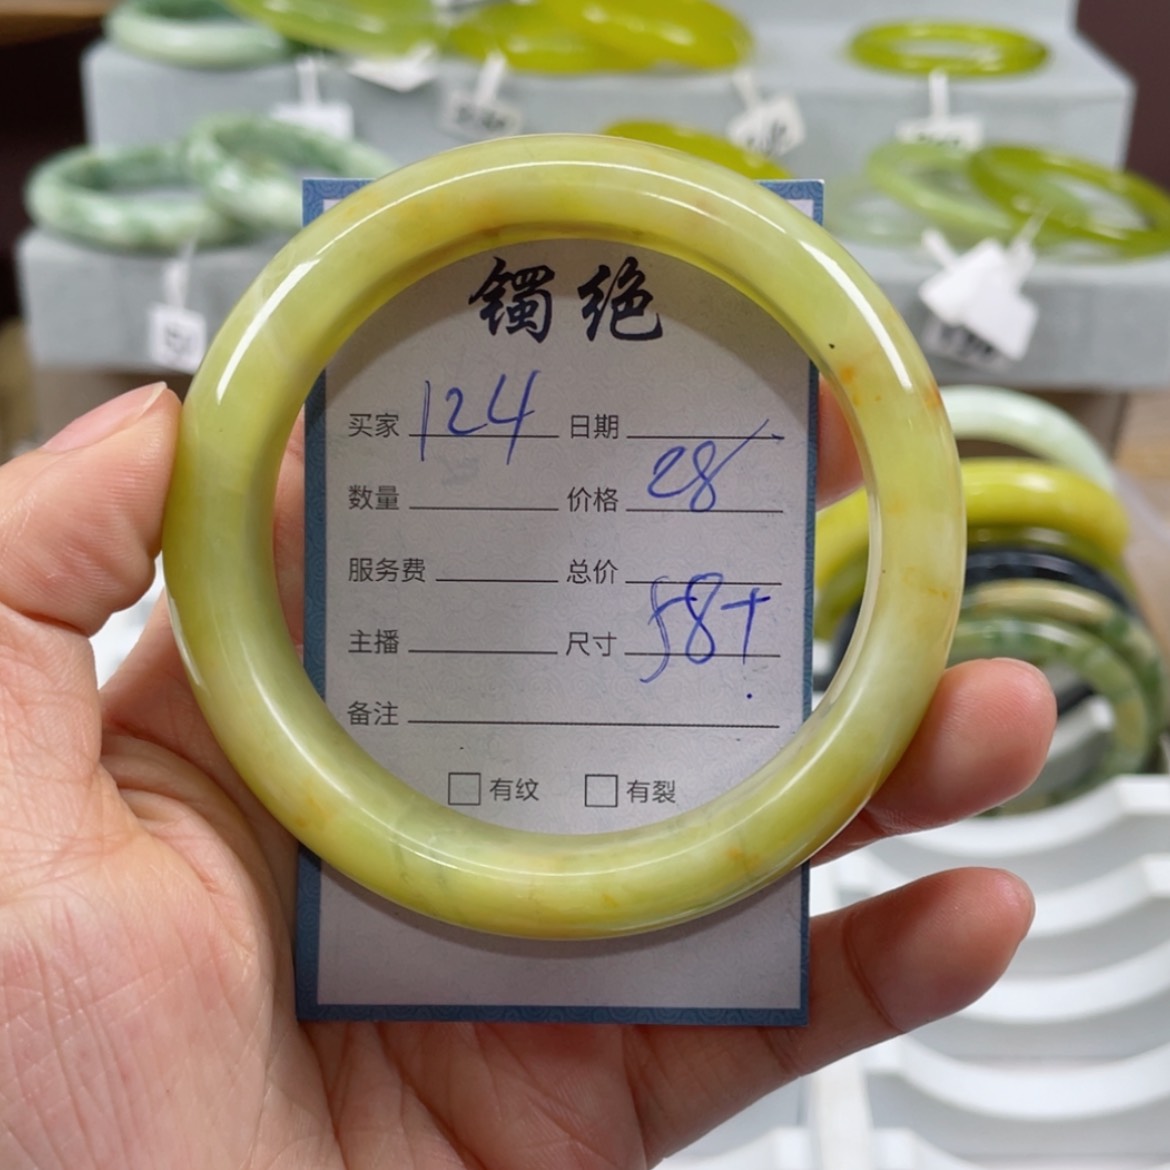 镯绝
买家 124 日期
数量 价格 28
服务费 总价
主播 尺寸 58+
备注
有纹 有裂